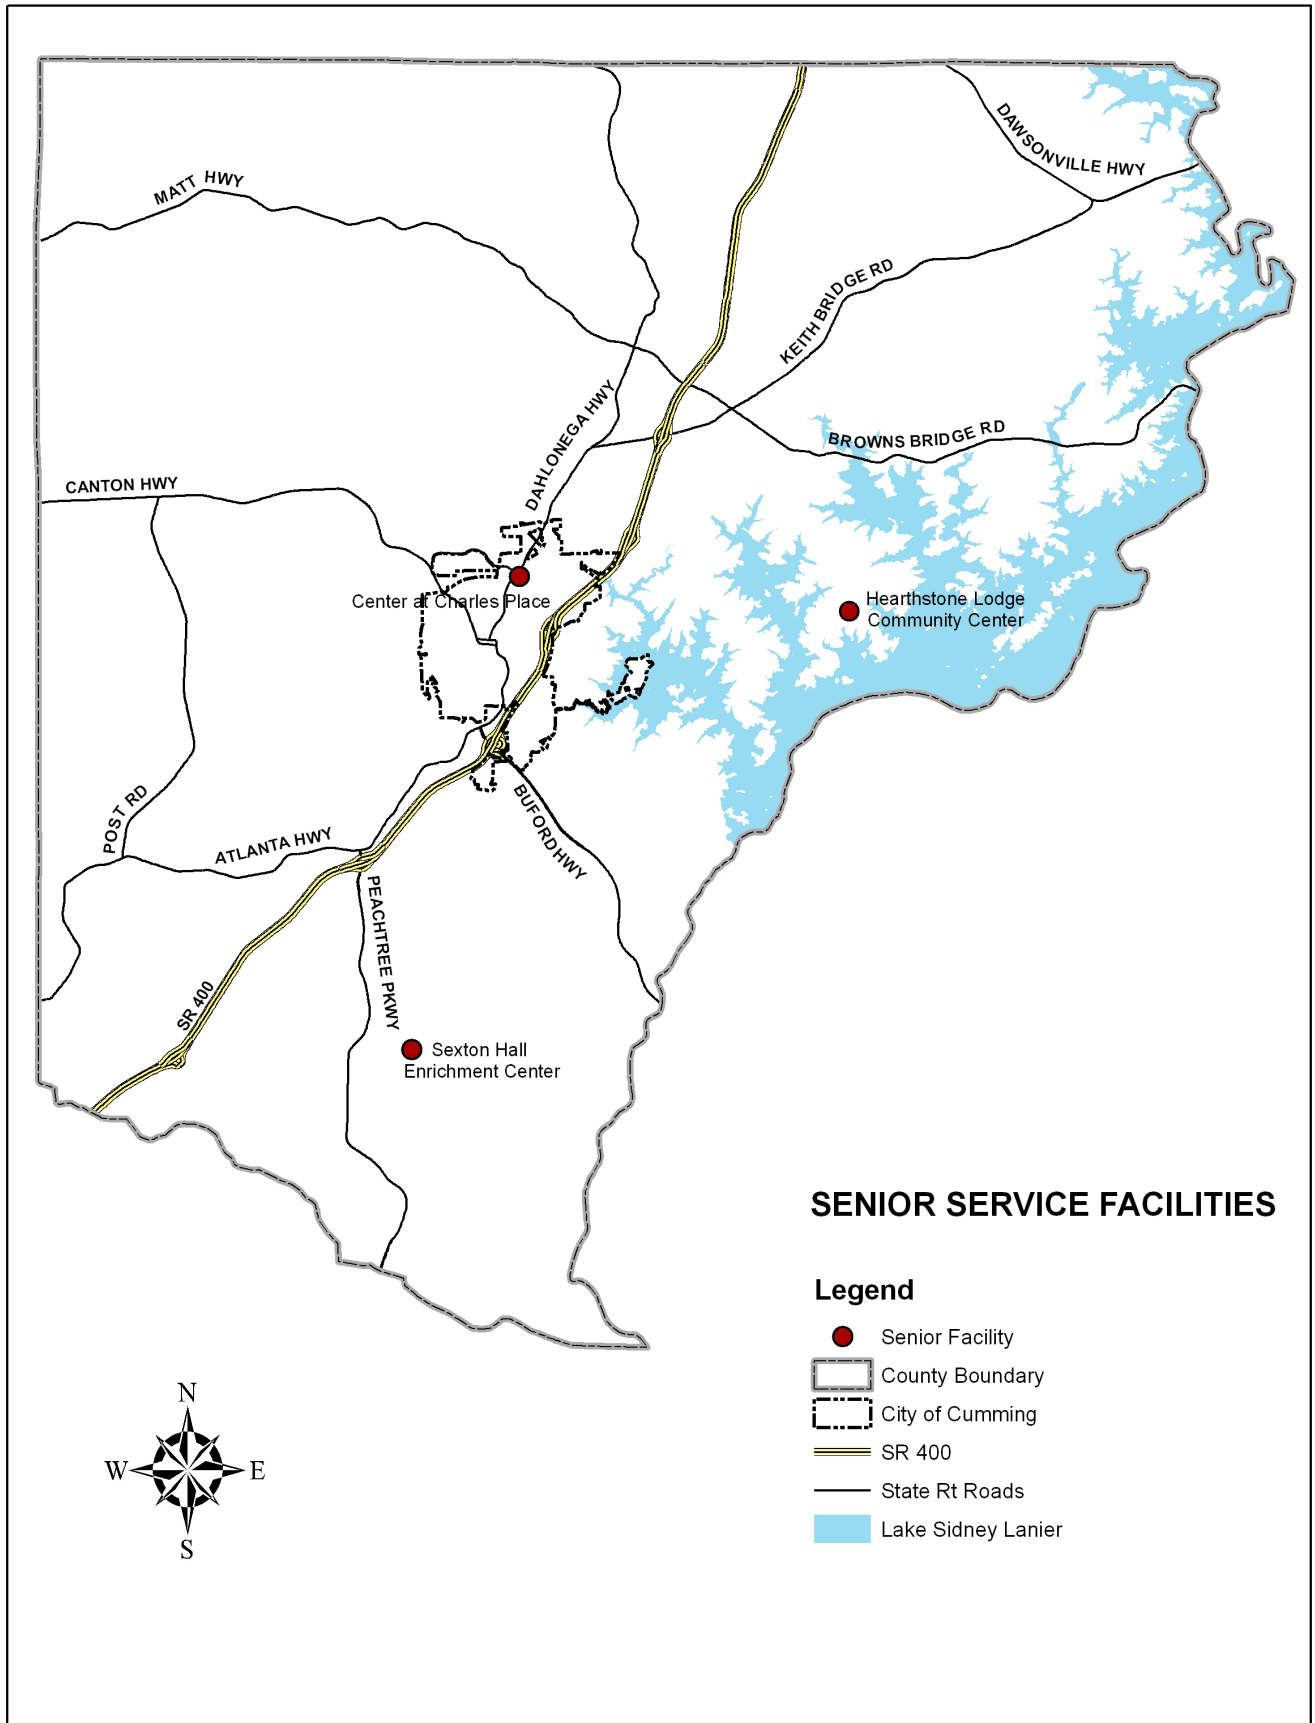 DAWSONVILLE HWY
MATT HWY
KEITH BRIDGE RD
DAHLONEGA HWY
BROWNS BRIDGE RD
CANTON HWY
Center at Charles Place
Hearthstone Lodge
Community Center
POST RD
ATLANTA HWY
BUFORD HWY
PEACHTREE PKWY
SR 400
Sexton Hall
Enrichment Center
SENIOR SERVICE FACILITIES
Legend
Senior Facility
County Boundary
City of Cumming
SR 400
State Rt Roads
Lake Sidney Lanier
N
W
E
S